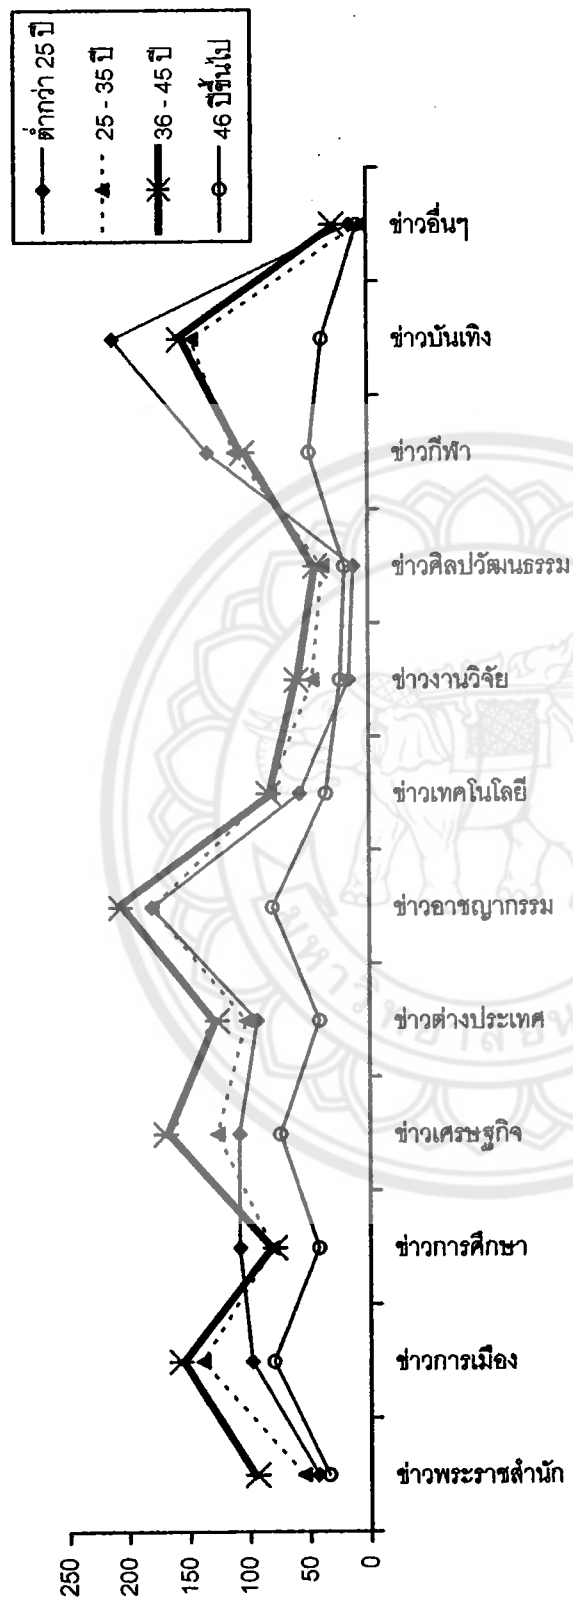 ต่ำกว่า 25 ปี
25 - 35 ปี
36 - 45 ปี
46 ปีขึ้นไป
250
200
150
100
50
0
ข่าวพระราชสำนัก
ข่าวการเมือง
ข่าวการศึกษา
ข่าวเศรษฐกิจ
ข่าวต่างประเทศ
ข่าวอาชญากรรม
ข่าวเทคโนโลยี
ข่าวงานวิจัย
ข่าวศิลปวัฒนธรรม
ข่าวกีฬา
ข่าวบันเทิง
ข่าวอื่นๆ